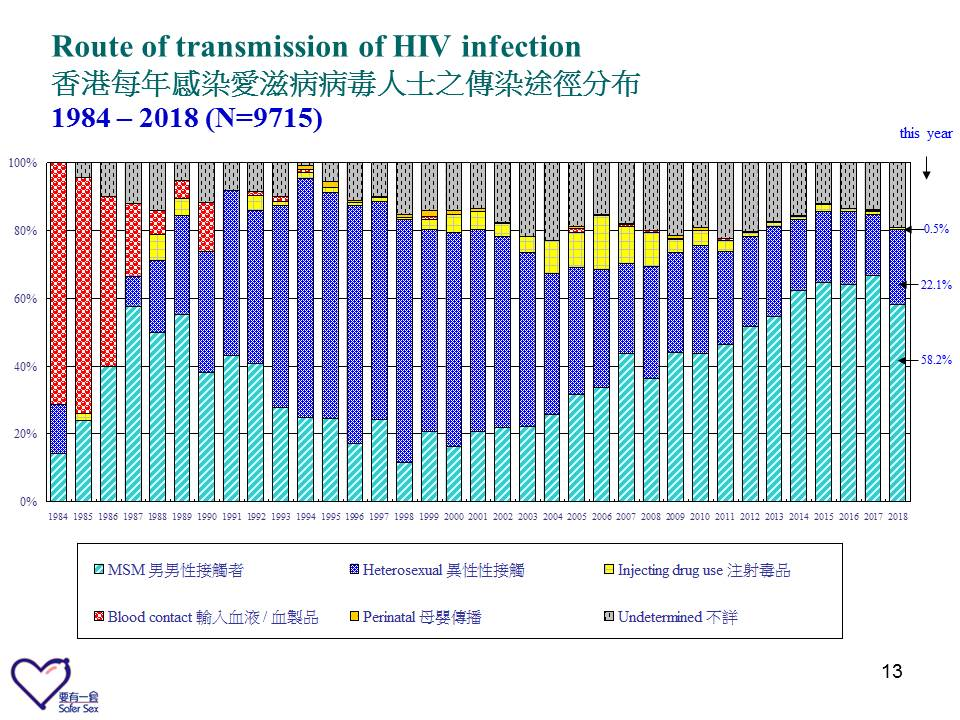 Route of transmission of HIV infection
香港每年感染愛滋病病毒人士之傳染途徑分布
1984 – 2018 (N=9715)
this year
100%
80%
60%
40%
20%
0%
0.5%
22.1%
58.2%
1984 1985 1986 1987 1988 1989 1990 1991 1992 1993 1994 1995 1996 1997 1998 1999 2000 2001 2002 2003 2004 2005 2006 2007 2008 2009 2010 2011 2012 2013 2014 2015 2016 2017 2018
MSM 男男性接觸者 Heterosexual 異性性接觸 Injecting drug use 注射毒品
Blood contact 輸入血液 / 血製品 Perinatal 母嬰傳播 Undetermined 不詳
要有一套
Safer Sex
13